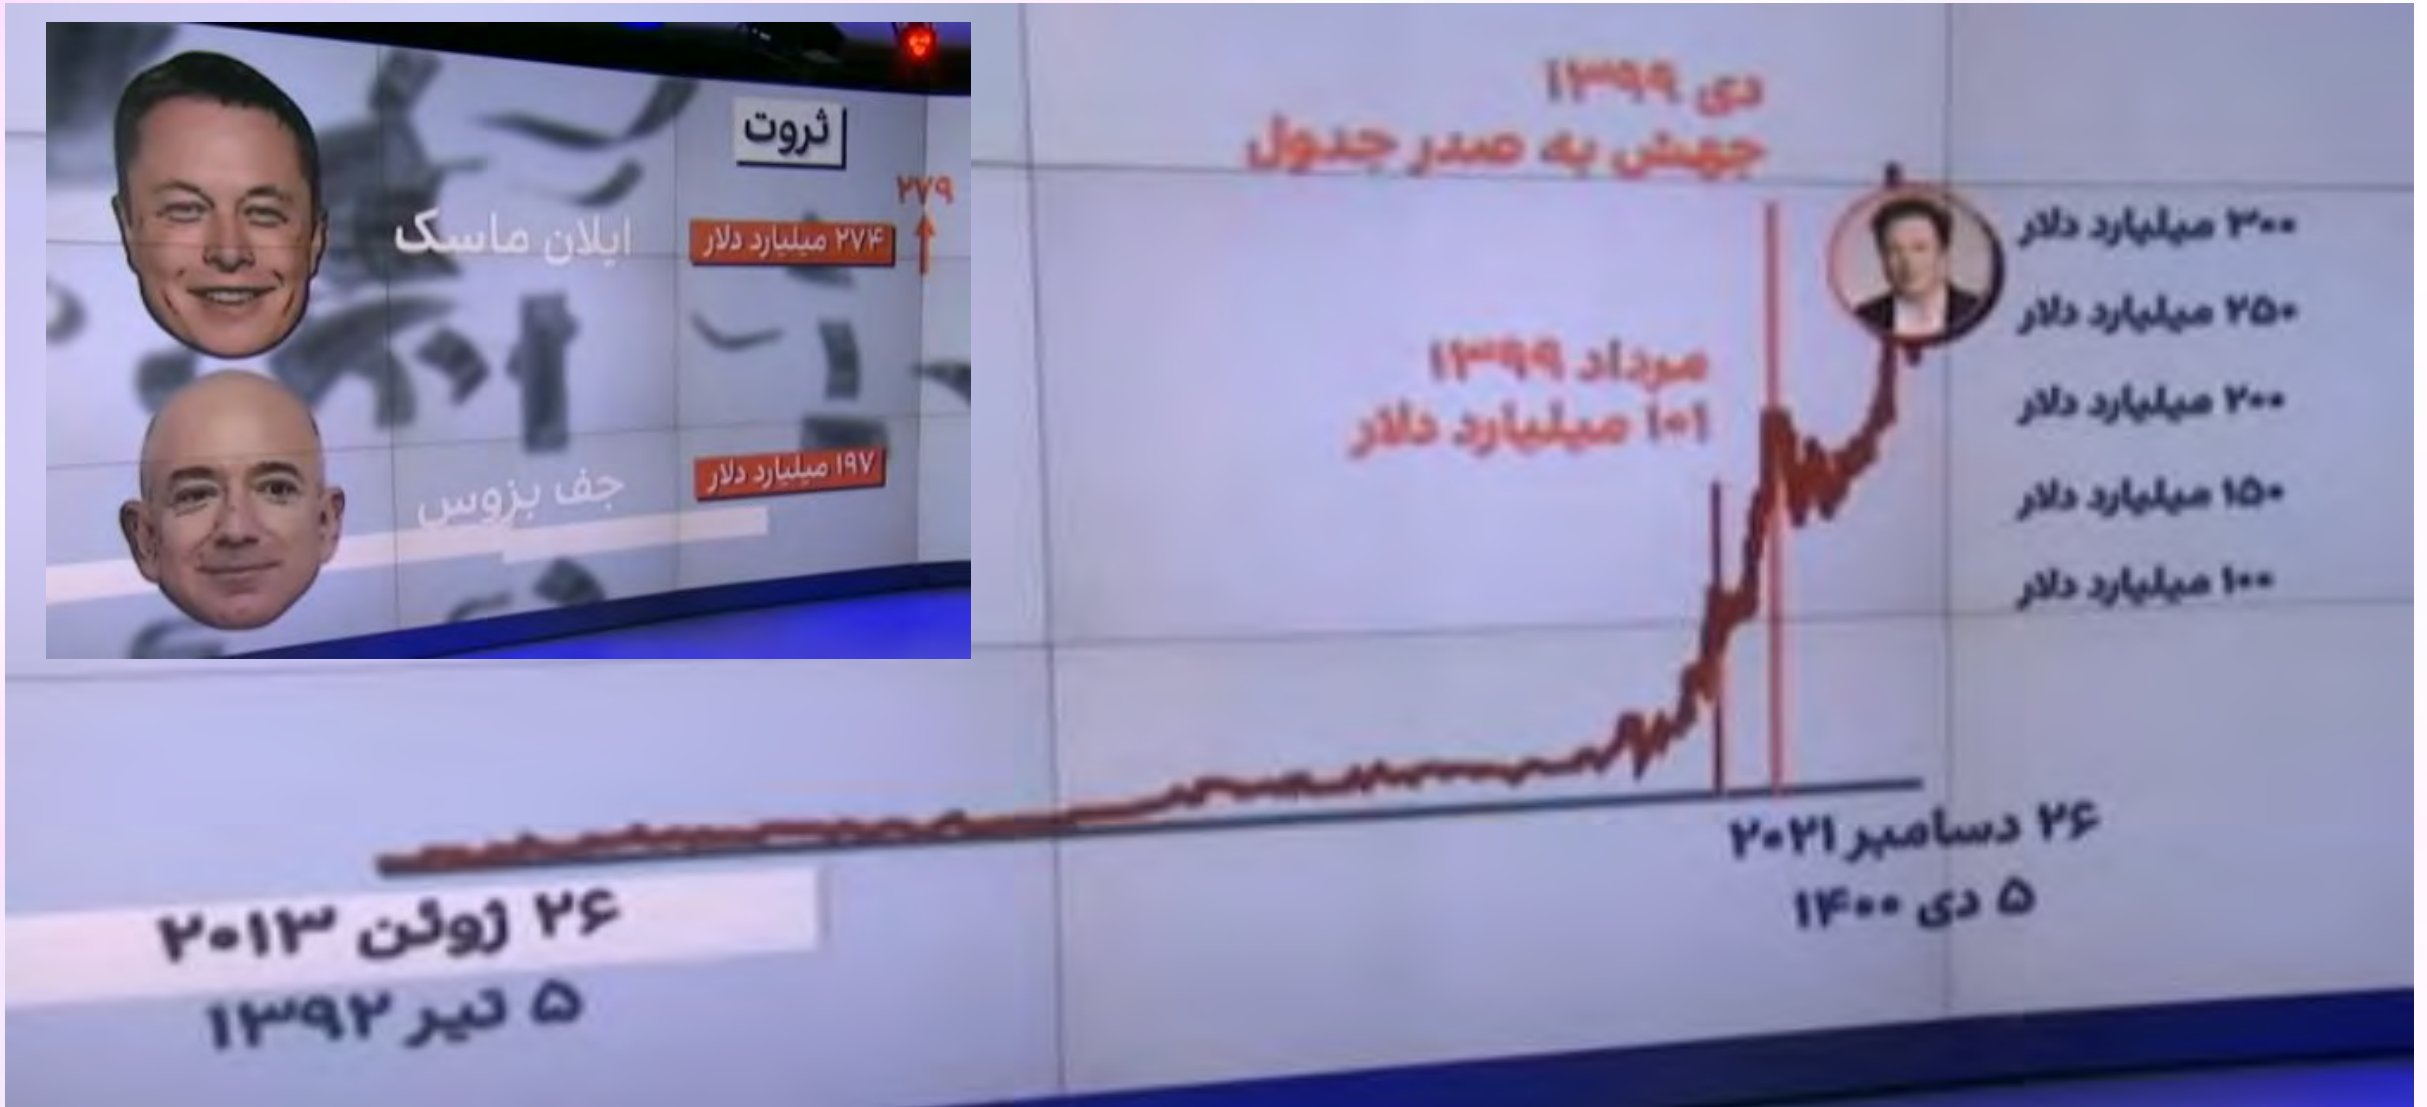 ثروت
۲۷۹
ایلان ماسک
۲۷۴ میلیارد دلار
جف بزوس
۱۹۷ میلیارد دلار
دی ۱۳۹۹
جهش به صدر جدول
مرداد ۱۳۹۹
۱۰۱ میلیارد دلار
۳۰۰ میلیارد دلار
۲۵۰ میلیارد دلار
۲۰۰ میلیارد دلار
۱۵۰ میلیارد دلار
۱۰۰ میلیارد دلار
۲۶ ژوئن ۲۰۱۳
۵ تیر ۱۳۹۲
۲۶ دسامبر ۲۰۲۱
۵ دی ۱۴۰۰